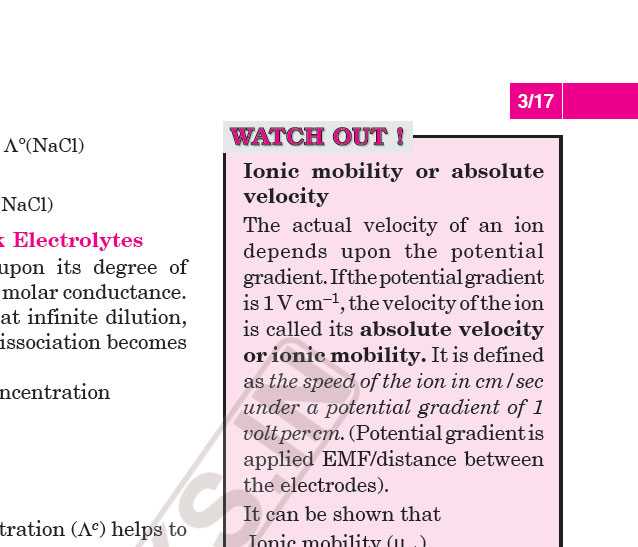 3/17
Λ°(NaCl)
NaCl)
Electrolytes
upon its degree of
molar conductance.
at infinite dilution,
issociation becomes
ncentration
tration (Λᶜ) helps to
WATCH OUT !
Ionic mobility or absolute
velocity
The actual velocity of an ion
depends upon the potential
gradient. If the potential gradient
is 1 V cm⁻¹, the velocity of the ion
is called its absolute velocity
or ionic mobility. It is defined
as the speed of the ion in cm/sec
under a potential gradient of 1
volt per cm. (Potential gradient is
applied EMF/distance between
the electrodes).
It can be shown that
Ionic mobility (μ
S.IN